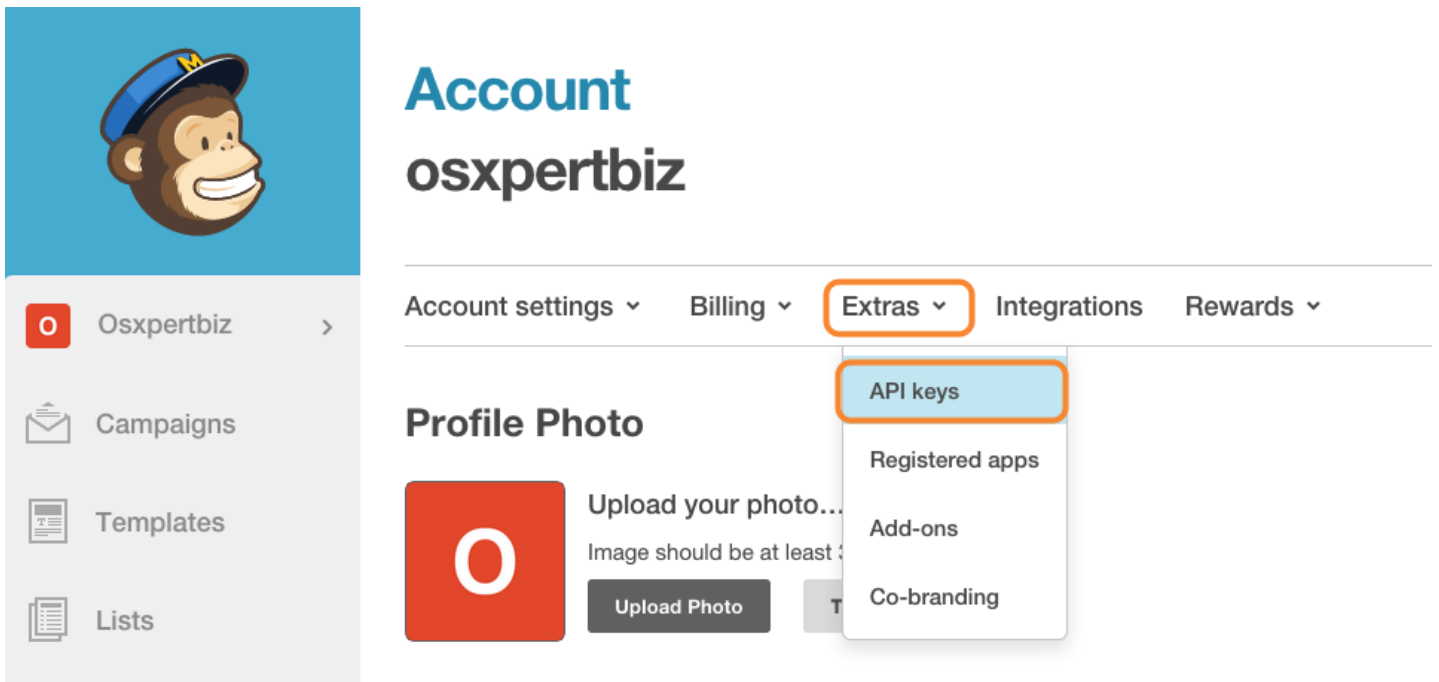 M
Account
osxpertbiz
O Osxpertbiz
Campaigns
Templates
Lists
Account settings Billing Extras Integrations Rewards
API keys
Registered apps
Add-ons
Co-branding
Profile Photo
O
Upload your photo...
Image should be at least
Upload Photo
T